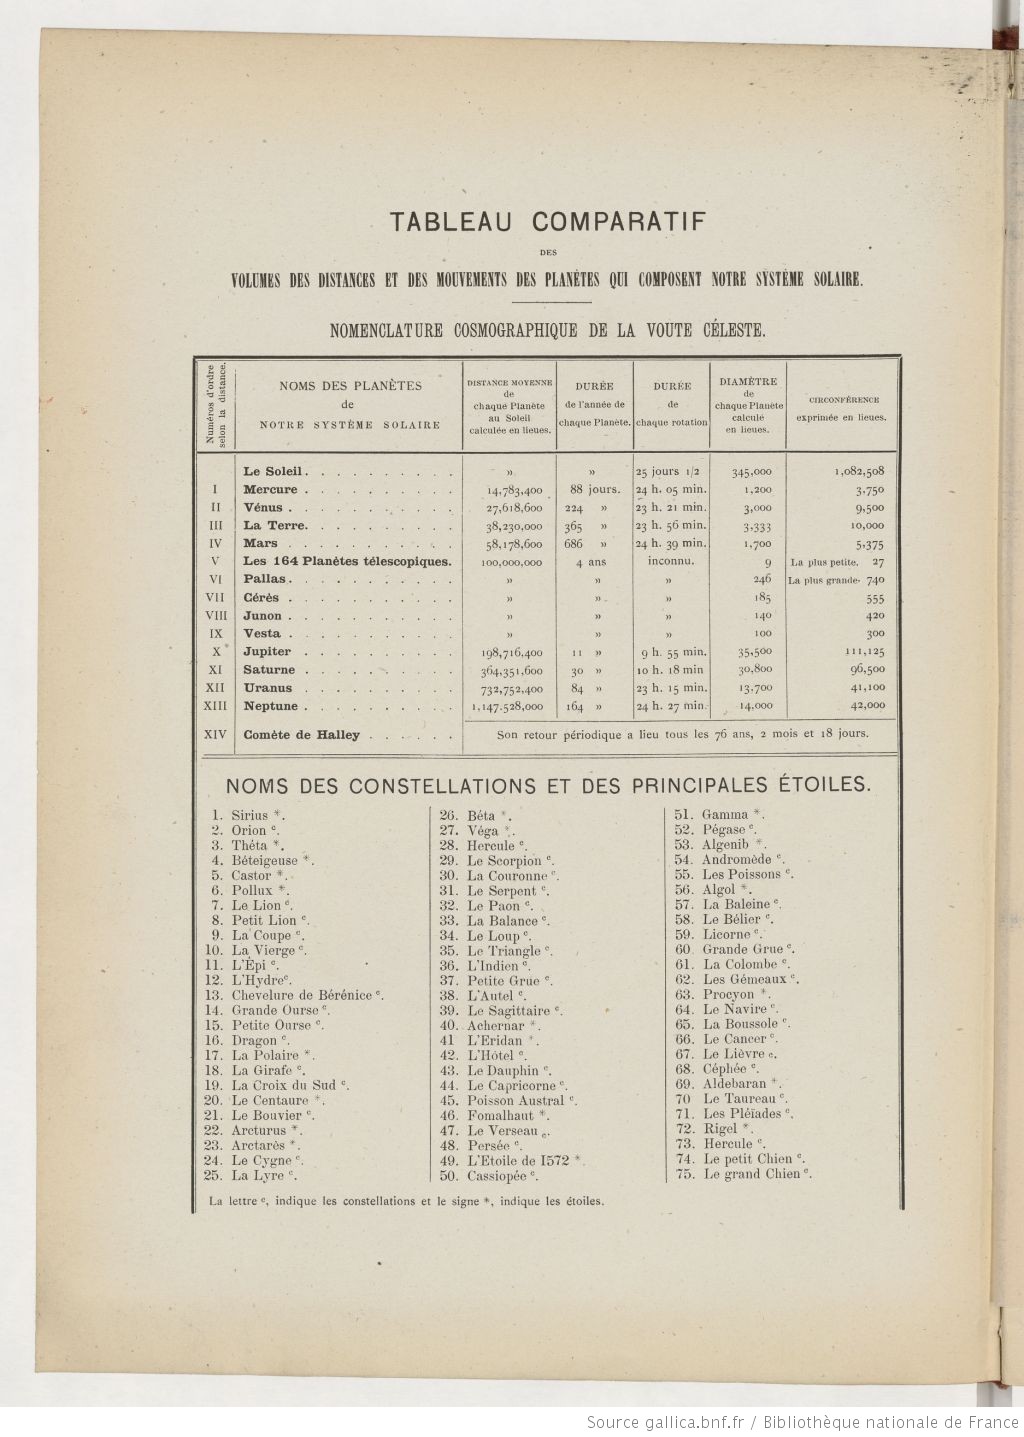 TABLEAU COMPARATIF
DES
VOLUMES DES DISTANCES ET DES MOUVEMENTS DES PLANÈTES QUI COMPOSENT NOTRE SYSTÈME SOLAIRE.
NOMENCLATURE COSMOGRAPHIQUE DE LA VOUTE CÉLESTE.
Numéros d'ordre selon la distance.
NOMS DES PLANÈTES
de
NOTRE SYSTÈME SOLAIRE
DISTANCE MOYENNE
de
chaque Planète
au Soleil
calculée en lieues.
DURÉE
de l'année de
chaque Planète.
DURÉE
de
chaque rotation
DIAMÈTRE
de
chaque Planète
calculé
en lieues.
CIRCONFÉRENCE
exprimée en lieues.
Le Soleil. . . . . . . . . . » » 25 jours 1/2 345,000 1,082,508
I Mercure . . . . . . . . . . 14,783,400 88 jours. 24 h. 05 min. 1,200 3,750
II Vénus . . . . . . . . . . . 27,618,600 224 » 23 h. 21 min. 3,000 9,500
III La Terre. . . . . . . . . . 38,230,000 365 » 23 h. 56 min. 3,333 10,000
IV Mars . . . . . . . . . . . 58,178,600 686 » 24 h. 39 min. 1,700 5,375
V Les 164 Planètes télescopiques. 100,000,000 4 ans inconnu. 9 La plus petite. 27
VI Pallas. . . . . . . . . . . » » » 246 La plus grande. 740
VII Cérès . . . . . . . . . . . » » » 185 555
VIII Junon . . . . . . . . . . . » » » 140 420
IX Vesta . . . . . . . . . . . » » » 100 300
X Jupiter . . . . . . . . . . 198,716,400 11 » 9 h. 55 min. 35,500 111,125
XI Saturne . . . . . . . . . . 364,351,600 30 » 10 h. 18 min 30,800 96,500
XII Uranus . . . . . . . . . . 732,752,400 84 » 23 h. 15 min. 13,700 41,100
XIII Neptune . . . . . . . . . . 1,147,528,000 164 » 24 h. 27 min. 14,000 42,000
XIV Comète de Halley . . . . . . Son retour périodique a lieu tous les 76 ans, 2 mois et 18 jours.
NOMS DES CONSTELLATIONS ET DES PRINCIPALES ÉTOILES.
1. Sirius *.
2. Orion ᶜ.
3. Thêta *.
4. Béteigeuse *.
5. Castor *.
6. Pollux *.
7. Le Lion ᶜ.
8. Petit Lion ᶜ.
9. La Coupe ᶜ.
10. La Vierge ᶜ.
11. L'Épi ᶜ.
12. L'Hydreᶜ.
13. Chevelure de Bérénice ᶜ.
14. Grande Ourse ᶜ.
15. Petite Ourse ᶜ.
16. Dragon ᶜ.
17. La Polaire *.
18. La Girafe ᶜ.
19. La Croix du Sud ᶜ.
20. Le Centaure *.
21. Le Bouvier ᶜ.
22. Arcturus *.
23. Arctarès *.
24. Le Cygne ᶜ.
25. La Lyre ᶜ.
26. Béta *.
27. Véga *.
28. Hercule ᶜ.
29. Le Scorpion ᶜ.
30. La Couronne ᶜ.
31. Le Serpent ᶜ.
32. Le Paon ᶜ.
33. La Balance ᶜ.
34. Le Loup ᶜ.
35. Le Triangle ᶜ.
36. L'Indien ᶜ.
37. Petite Grue ᶜ.
38. L'Autel ᶜ.
39. Le Sagittaire ᶜ.
40. Achernar *.
41 L'Eridan *.
42. L'Hôtel ᶜ.
43. Le Dauphin ᶜ.
44. Le Capricorne ᶜ.
45. Poisson Austral ᶜ.
46. Fomalhaut *.
47. Le Verseau ᶜ.
48. Persée ᶜ.
49. L'Etoile de 1572 *.
50. Cassiopée ᶜ.
51. Gamma *.
52. Pégase ᶜ.
53. Algenib *.
54. Andromède ᶜ.
55. Les Poissons ᶜ.
56. Algol *.
57. La Baleine ᶜ.
58. Le Bélier ᶜ.
59. Licorne ᶜ.
60. Grande Grue ᶜ.
61. La Colombe ᶜ.
62. Les Gémeaux ᶜ.
63. Procyon *.
64. Le Navire ᶜ.
65. La Boussole ᶜ.
66. Le Cancer ᶜ.
67. Le Lièvre ᶜ.
68. Céphée ᶜ.
69. Aldebaran *.
70 Le Taureau ᶜ.
71. Les Pléïades ᶜ.
72. Rigel *.
73. Hercule ᶜ.
74. Le petit Chien ᶜ.
75. Le grand Chien ᶜ.
La lettre ᶜ, indique les constellations et le signe *, indique les étoiles.
Source gallica.bnf.fr / Bibliothèque nationale de France